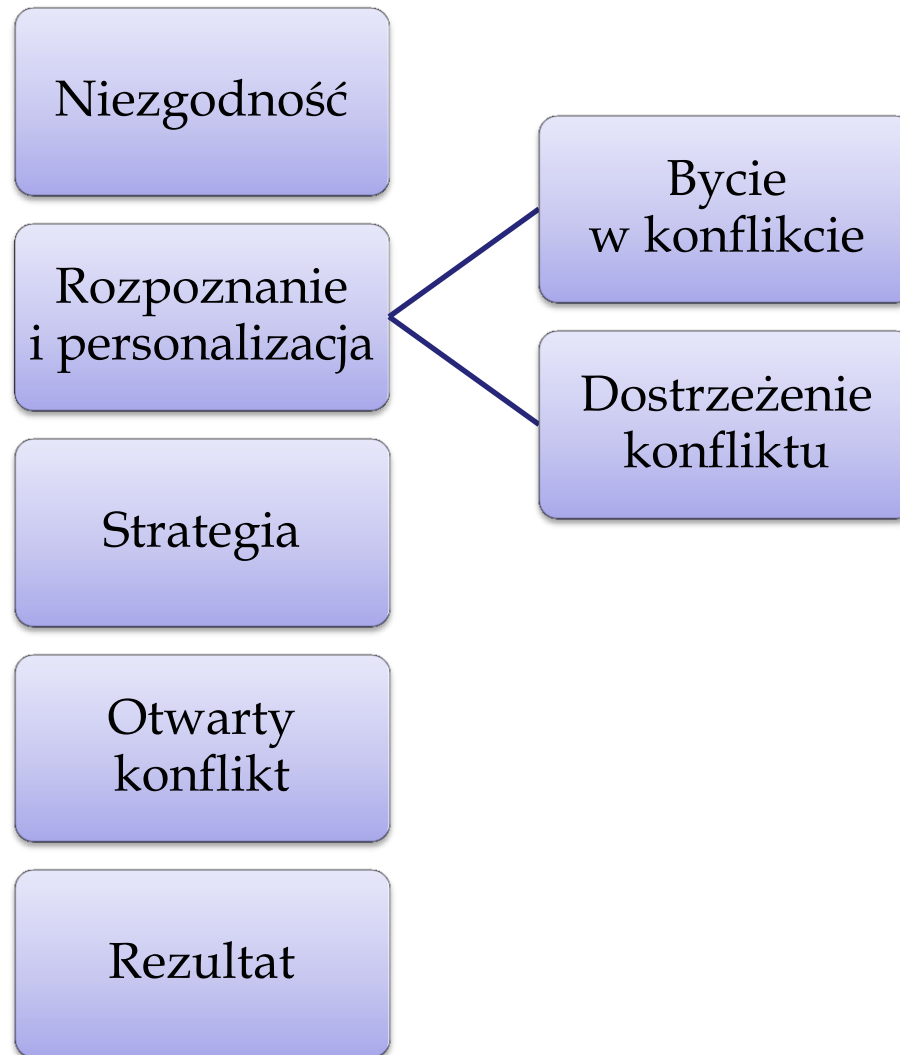 Niezgodność
Rozpoznanie
i personalizacja
Bycie
w konflikcie
Dostrzeżenie
konfliktu
Strategia
Otwarty
konflikt
Rezultat